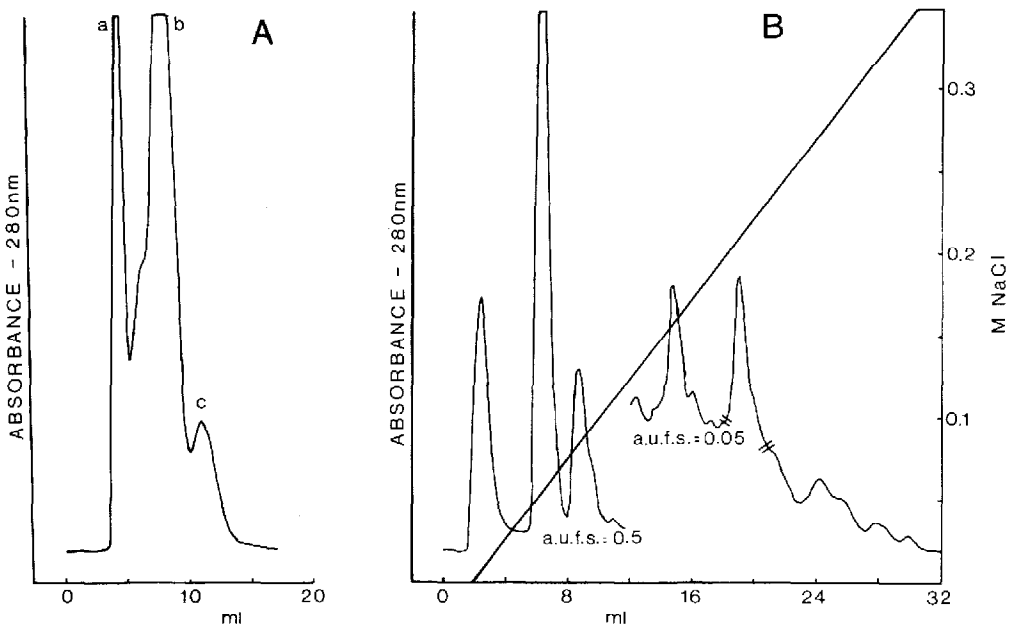 A
a
b
c
ABSORBANCE - 280nm
0
10
20
ml
B
ABSORBANCE - 280nm
a.u.f.s.:0.5
a.u.f.s.:0.05
0.3
0.2
0.1
M NaCl
0
8
16
24
32
ml